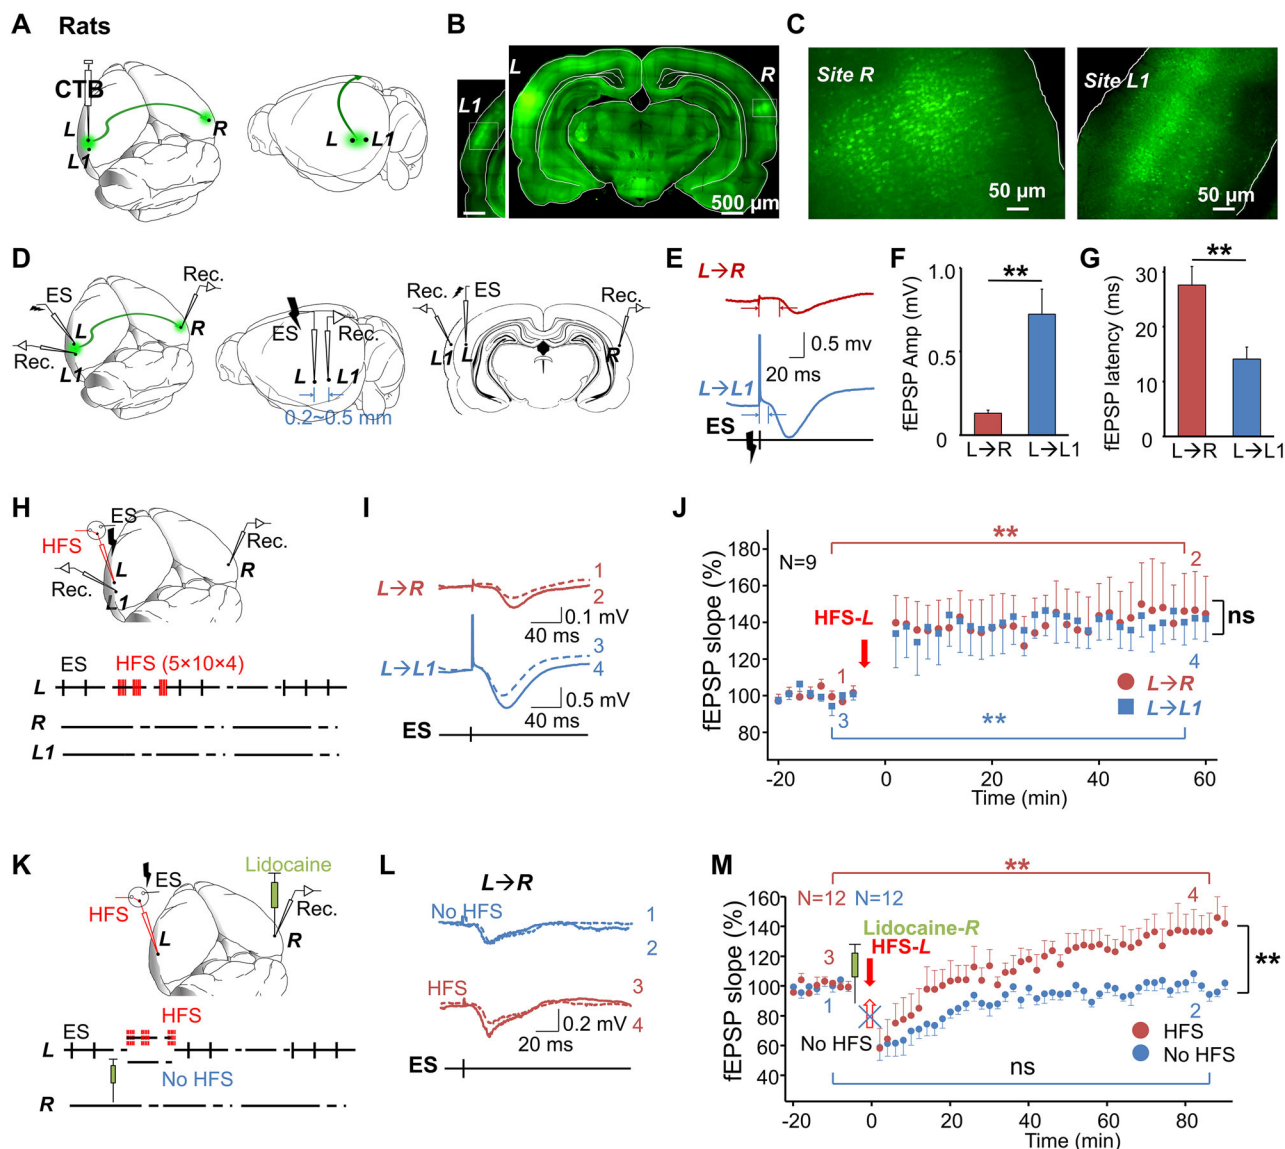 A Rats
CTB
L
L1
R
L L1
B
L1
L
R
500 µm
C
Site R
50 µm
Site L1
50 µm
D
ES
Rec.
L
R
Rec.
L1
ES
Rec.
L L1
0.2~0.5 mm
Rec.
ES
Rec.
L1 L
R
E
L→R
0.5 mv
20 ms
L→L1
ES
F
fEPSP Amp (mV)
1.0
0.5
0
**
L→R L→L1
G
fEPSP latency (ms)
30
20
10
0
**
L→R L→L1
H
ES
HFS
Rec.
Rec.
L
L1
R
ES HFS (5×10×4)
L
R
L1
I
L→R
1
2
0.1 mV
40 ms
L→L1
3
4
0.5 mV
40 ms
ES
J
fEPSP slope (%)
180
160
140
120
100
80
N=9
**
2
HFS-L
ns
1
4
3
L→R
L→L1
**
-20 0 20 40 60
Time (min)
K
Lidocaine
ES
HFS
Rec.
L
R
HFS
ES
L
No HFS
R
L
L→R
No HFS
1
2
HFS
3
4
0.2 mV
20 ms
ES
M
fEPSP slope (%)
160
140
120
100
80
60
40
**
N=12 N=12
4
Lidocaine-R
3
HFS-L
**
1
2
No HFS
HFS
No HFS
ns
-20 0 20 40 60 80
Time (min)